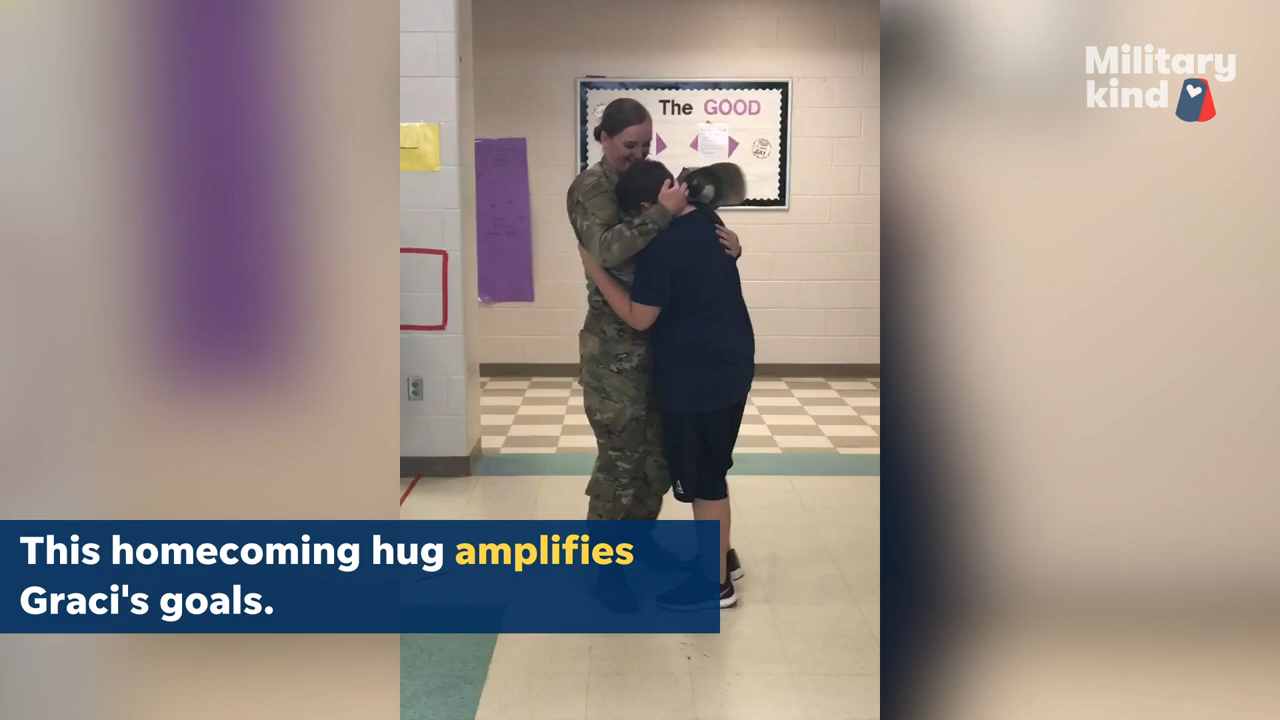 Military
kind
The GOOD
This homecoming hug amplifies
Graci's goals.